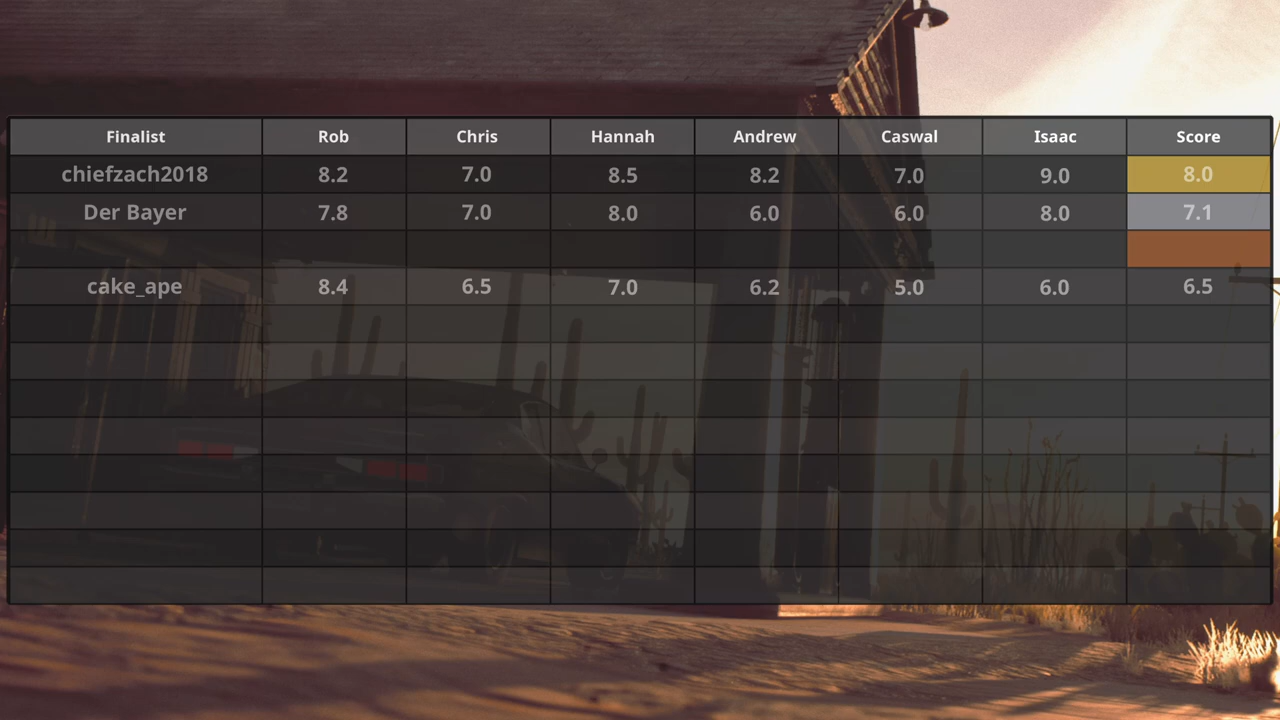 Finalist Rob Chris Hannah Andrew Caswal Isaac Score
chiefzach2018 8.2 7.0 8.5 8.2 7.0 9.0 8.0
Der Bayer 7.8 7.0 8.0 6.0 6.0 8.0 7.1
cake_ape 8.4 6.5 7.0 6.2 5.0 6.0 6.5